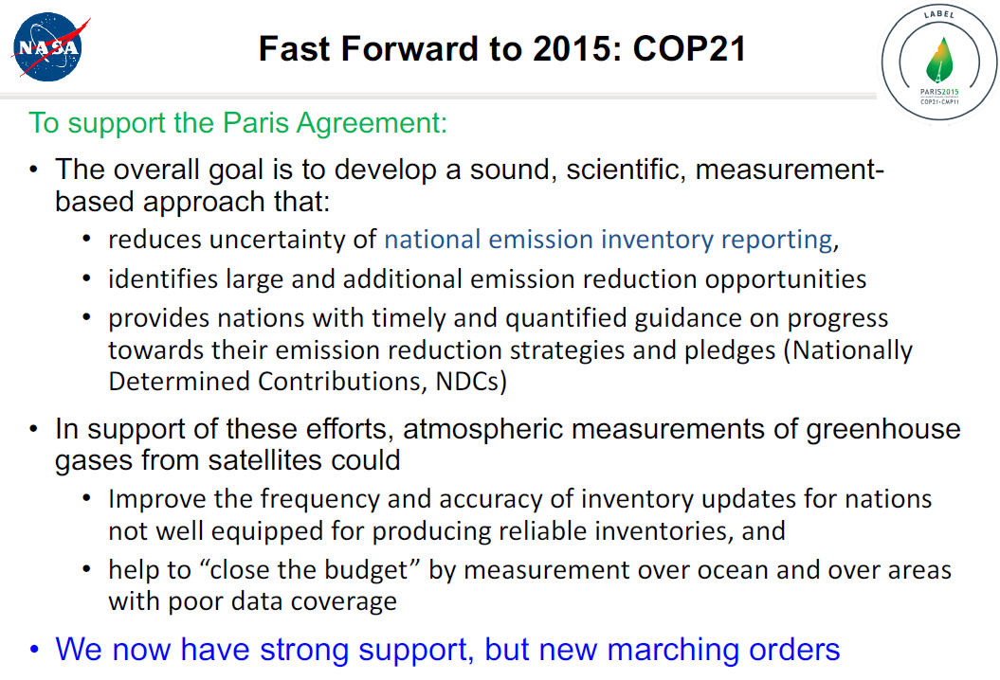 NASA
Fast Forward to 2015: COP21
LABEL
PARIS2015
COP21·CMP11
To support the Paris Agreement:
• The overall goal is to develop a sound, scientific, measurement-
based approach that:
• reduces uncertainty of national emission inventory reporting,
• identifies large and additional emission reduction opportunities
• provides nations with timely and quantified guidance on progress
towards their emission reduction strategies and pledges (Nationally
Determined Contributions, NDCs)
• In support of these efforts, atmospheric measurements of greenhouse
gases from satellites could
• Improve the frequency and accuracy of inventory updates for nations
not well equipped for producing reliable inventories, and
• help to “close the budget” by measurement over ocean and over areas
with poor data coverage
• We now have strong support, but new marching orders